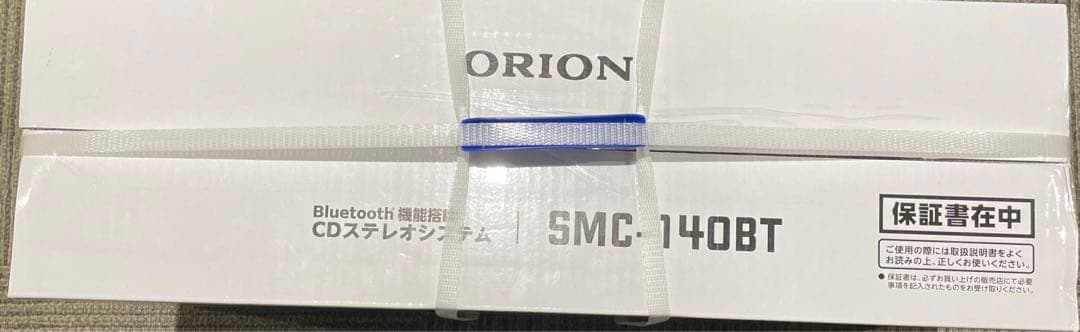 ORION
Bluetooth 機能搭
CDステレオシステム
SMC-140BT
保証書在中
ご使用の際には取扱説明書をよく
お読みの上、正しくお使いください。
● 保証書は、必ずお買い上げの販売店にて必要
事項を記入されたものをお受け取りください。